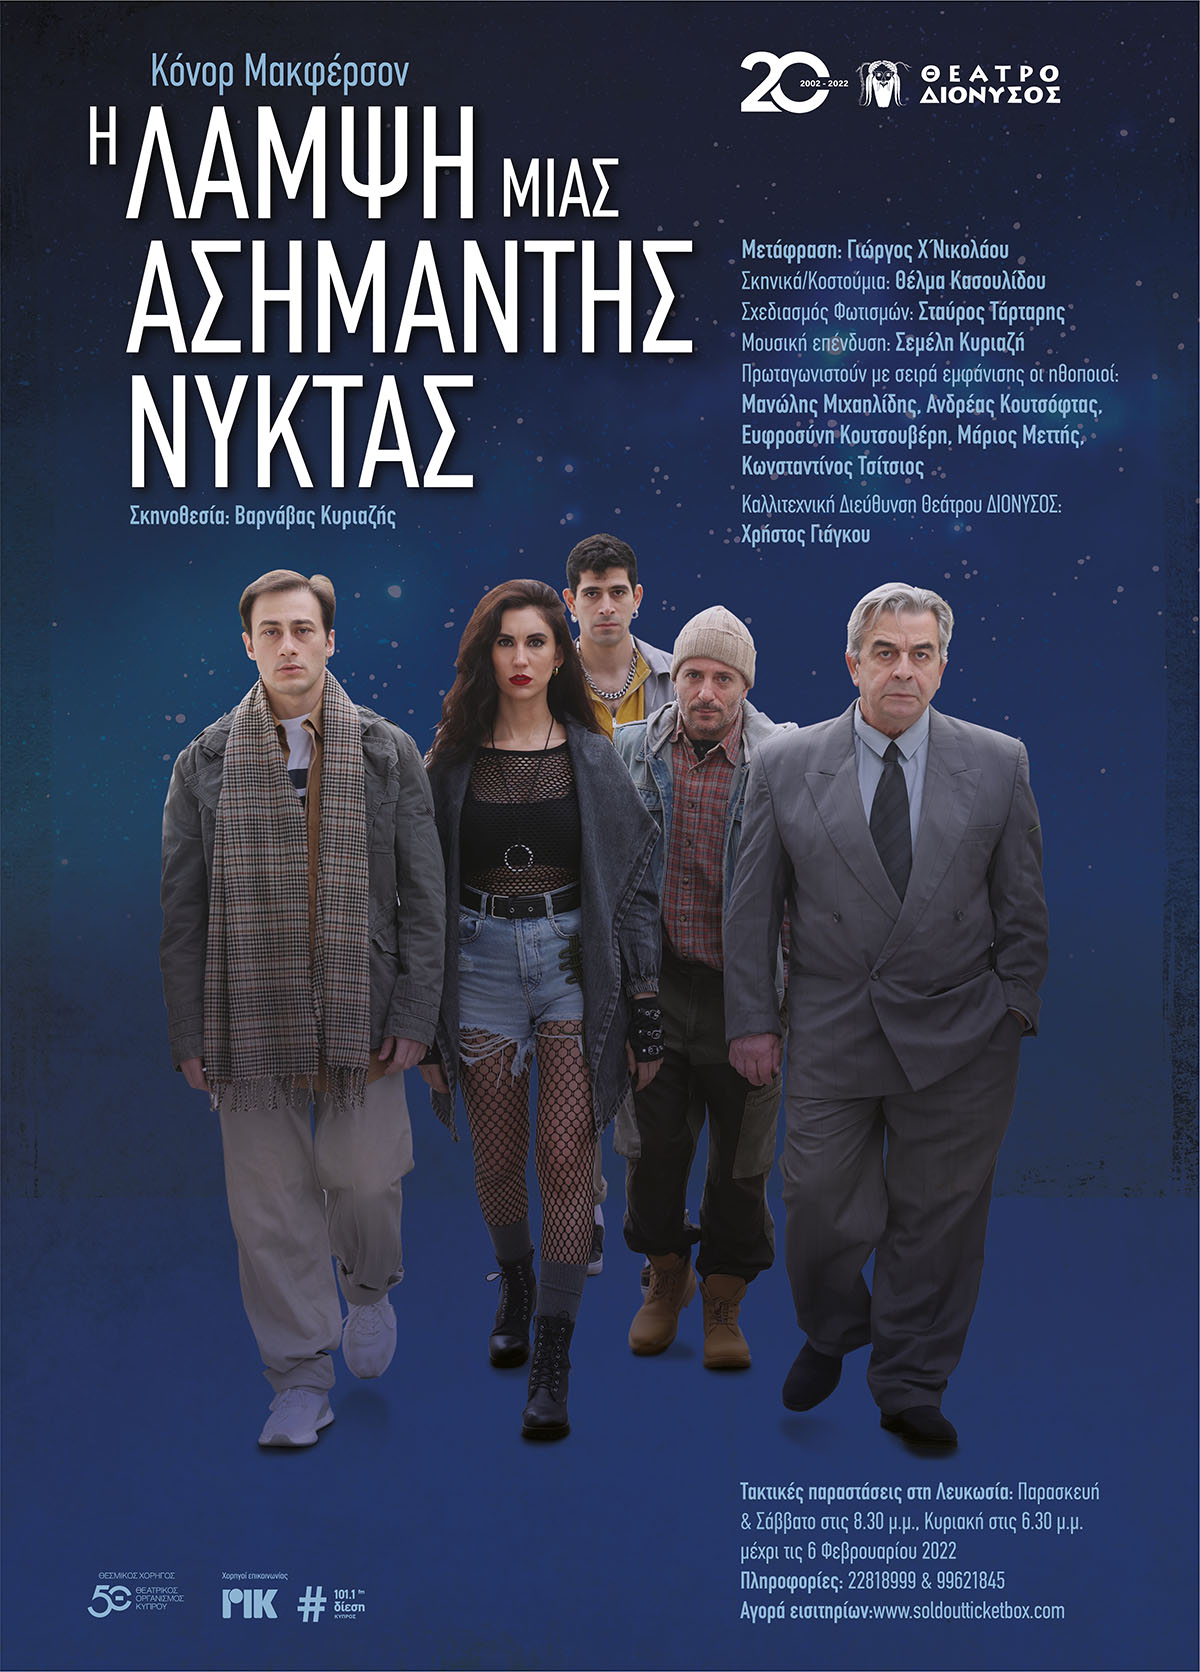 Κόνορ Μακφέρσον
Η ΛΑΜΨΗ ΜΙΑΣ
ΑΣΗΜΑΝΤΗΣ
ΝΥΚΤΑΣ
Σκηνοθεσία: Βαρνάβας Κυριαζής
20
2002 - 2022
ΘΕΑΤΡΟ
ΔΙΟΝΥΣΟΣ
Μετάφραση: Γιώργος Χ΄Νικολάου
Σκηνικά/Κοστούμια: Θέλμα Κασουλίδου
Σχεδιασμός Φωτισμών: Σταύρος Τάρταρης
Μουσική επένδυση: Σεμέλη Κυριαζή
Πρωταγωνιστούν με σειρά εμφάνισης οι ηθοποιοί:
Μανώλης Μιχαηλίδης, Ανδρέας Κουτσόφτας,
Ευφροσύνη Κουτσουβέρη, Μάριος Μεττής,
Κωνσταντίνος Τσίτσιος
Καλλιτεχνική Διεύθυνση Θεάτρου ΔΙΟΝΥΣΟΣ:
Χρήστος Γιάγκου
Τακτικές παραστάσεις στη Λευκωσία: Παρασκευή
& Σάββατο στις 8.30 μ.μ., Κυριακή στις 6.30 μ.μ.
μέχρι τις 6 Φεβρουαρίου 2022
Πληροφορίες: 22818999 & 99621845
Αγορά εισιτηρίων:www.soldoutticketbox.com
ΘΕΣΜΙΚΟΣ ΧΟΡΗΓΟΣ
50
ΘΕΑΤΡΙΚΟΣ
ΟΡΓΑΝΙΣΜΟΣ
ΚΥΠΡΟΥ
Χορηγοί επικοινωνίας
ΡΙΚ
# 101.1 fm
δίεση
ΚΥΠΡΟΣ